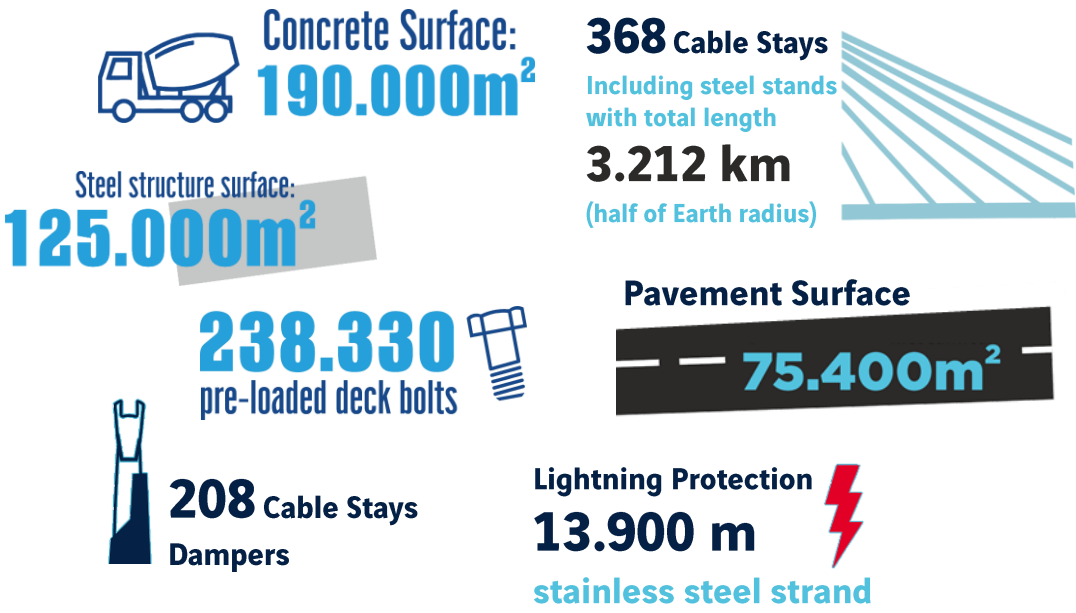 Concrete Surface:
190.000m²
368 Cable Stays
Including steel stands
with total length
3.212 km
(half of Earth radius)
Steel structure surface:
125.000m²
Pavement Surface
75.400m²
238.330
pre-loaded deck bolts
208 Cable Stays
Dampers
Lightning Protection
13.900 m
stainless steel strand